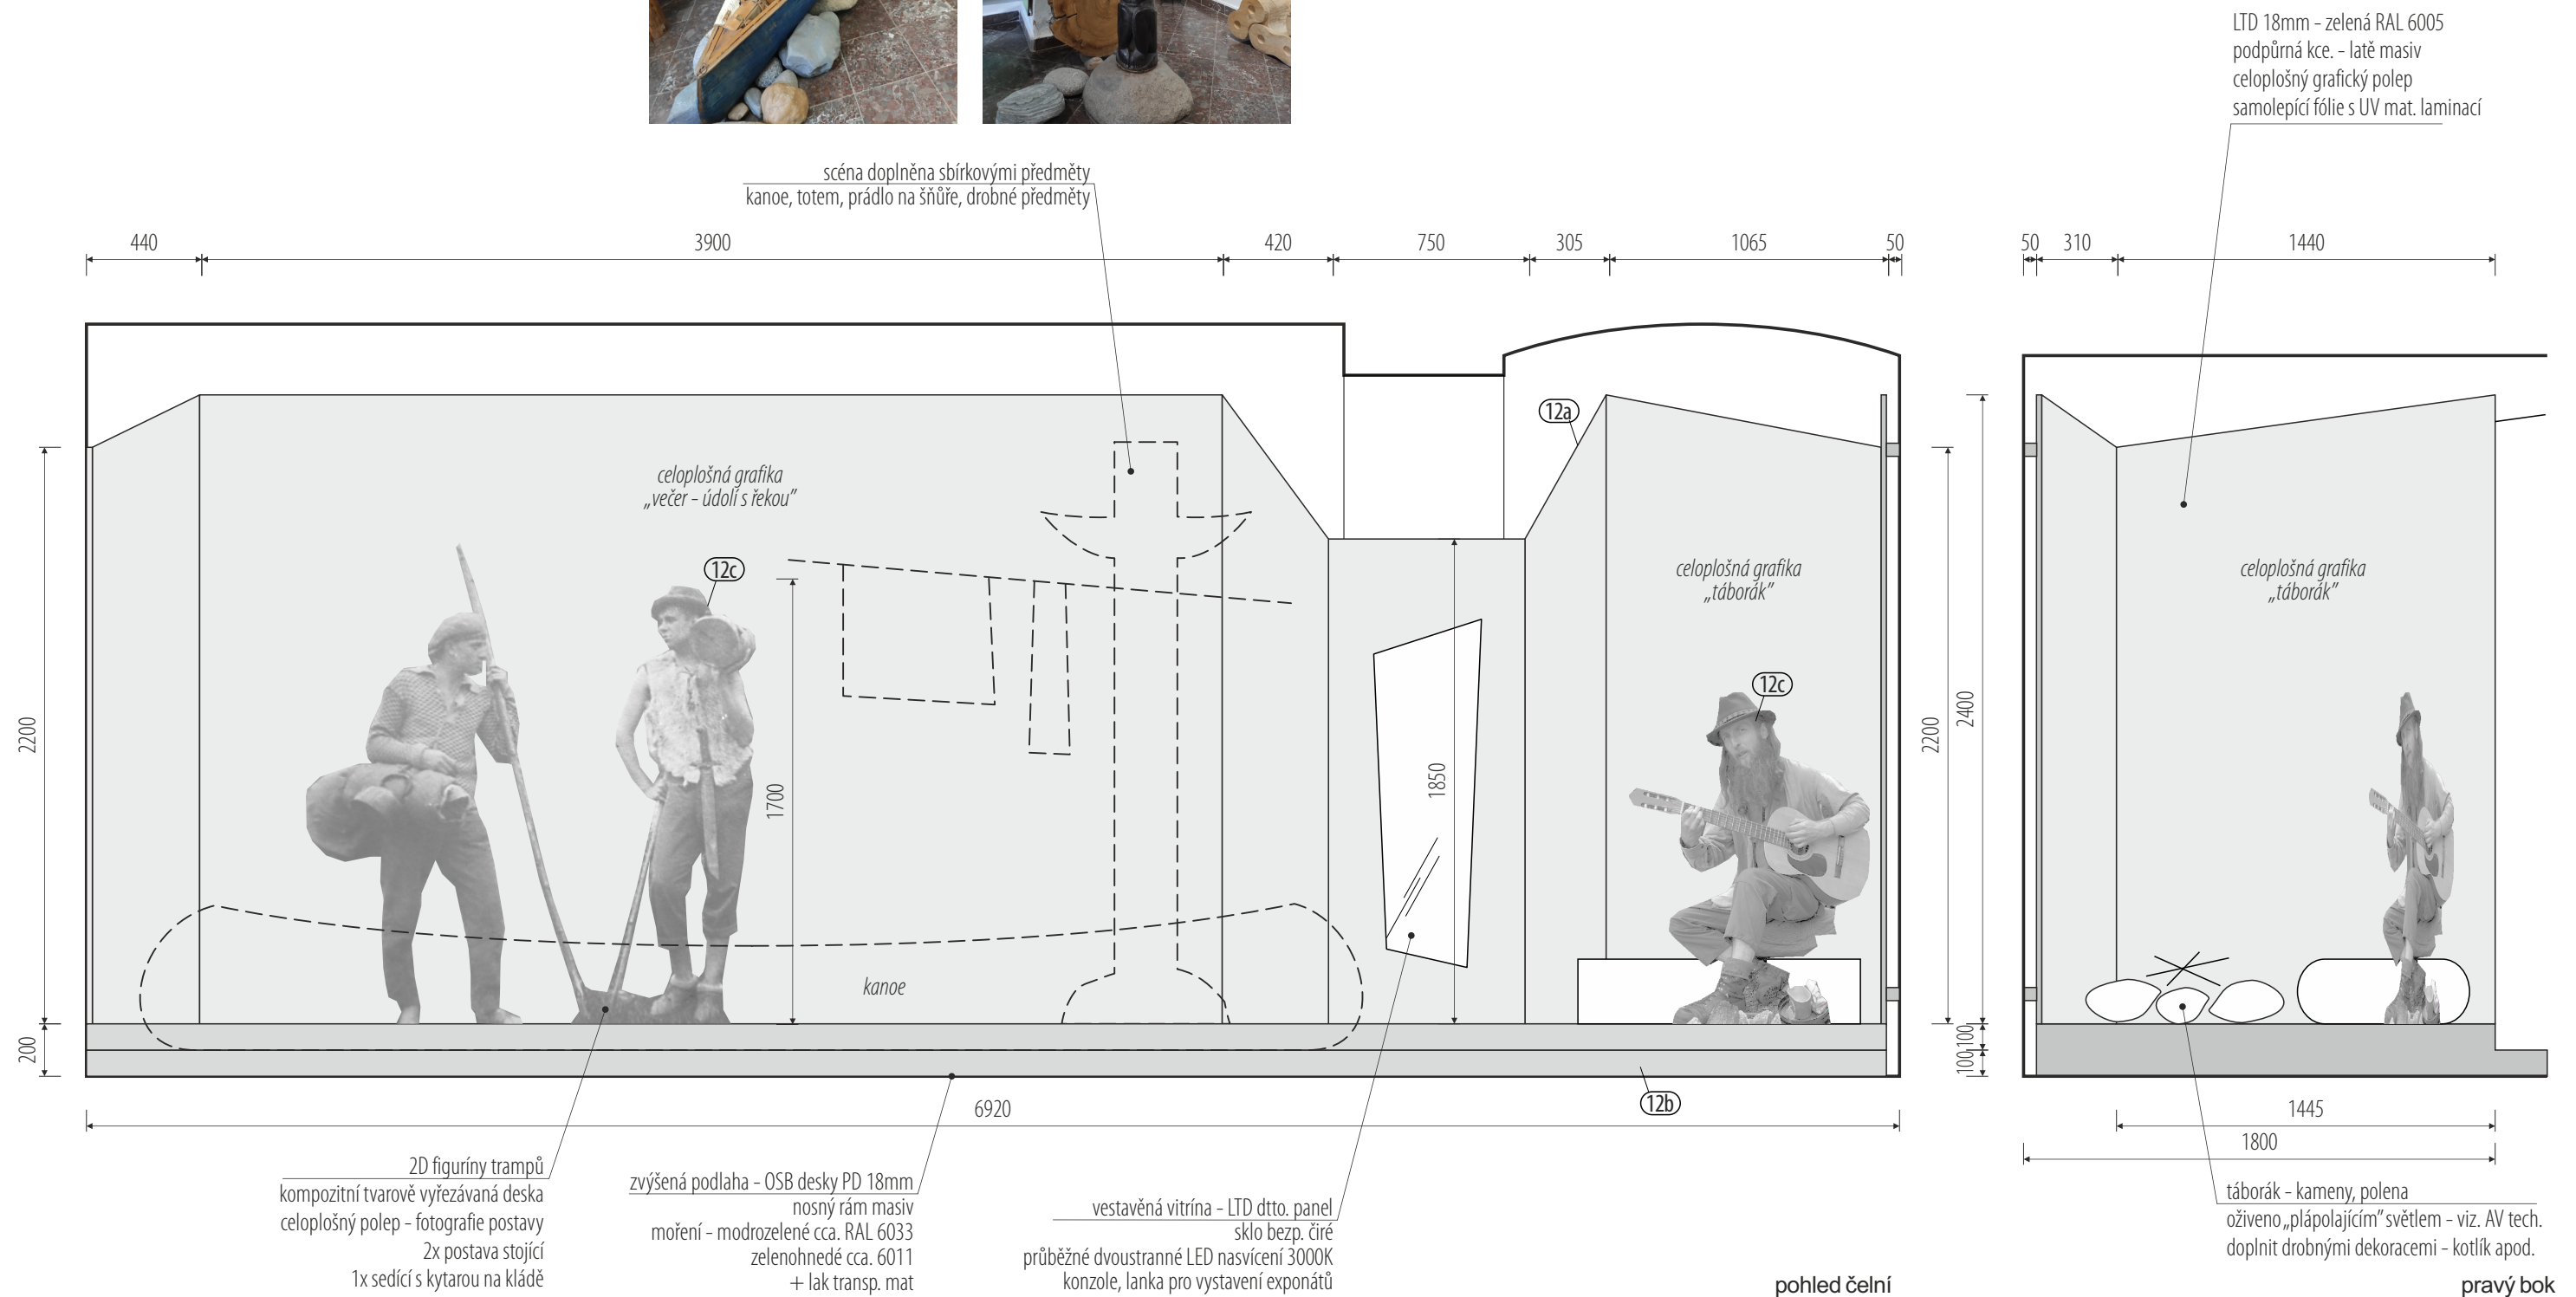 LTD 18mm - zelená RAL 6005
podpůrná kce. - latě masiv
celoplošný grafický polep
samolepící fólie s UV mat. laminací
scéna doplněna sbírkovými předměty
kanoe, totem, prádlo na šňůře, drobné předměty
440
3900
420
750
305
1065
50
50
310
1440
12a
celoplošná grafika
„večer - údolí s řekou”
12c
celoplošná grafika
„táborák”
celoplošná grafika
„táborák”
12c
2200
1700
1850
2200
2400
kanoe
200
100
100
12b
6920
1445
1800
2D figuríny trampů
kompozitní tvarově vyřezávaná deska
celoplošný polep - fotografie postavy
2x postava stojící
1x sedící s kytarou na kládě
zvýšená podlaha - OSB desky PD 18mm
nosný rám masiv
moření - modrozelené cca. RAL 6033
zelenohnedé cca. 6011
+ lak transp. mat
vestavěná vitrína - LTD dtto. panel
sklo bezp. čiré
průběžné dvoustranné LED nasvícení 3000K
konzole, lanka pro vystavení exponátů
táborák - kameny, polena
oživeno „plápolajícím” světlem - viz. AV tech.
doplnit drobnými dekoracemi - kotlík apod.
pohled čelní
pravý bok